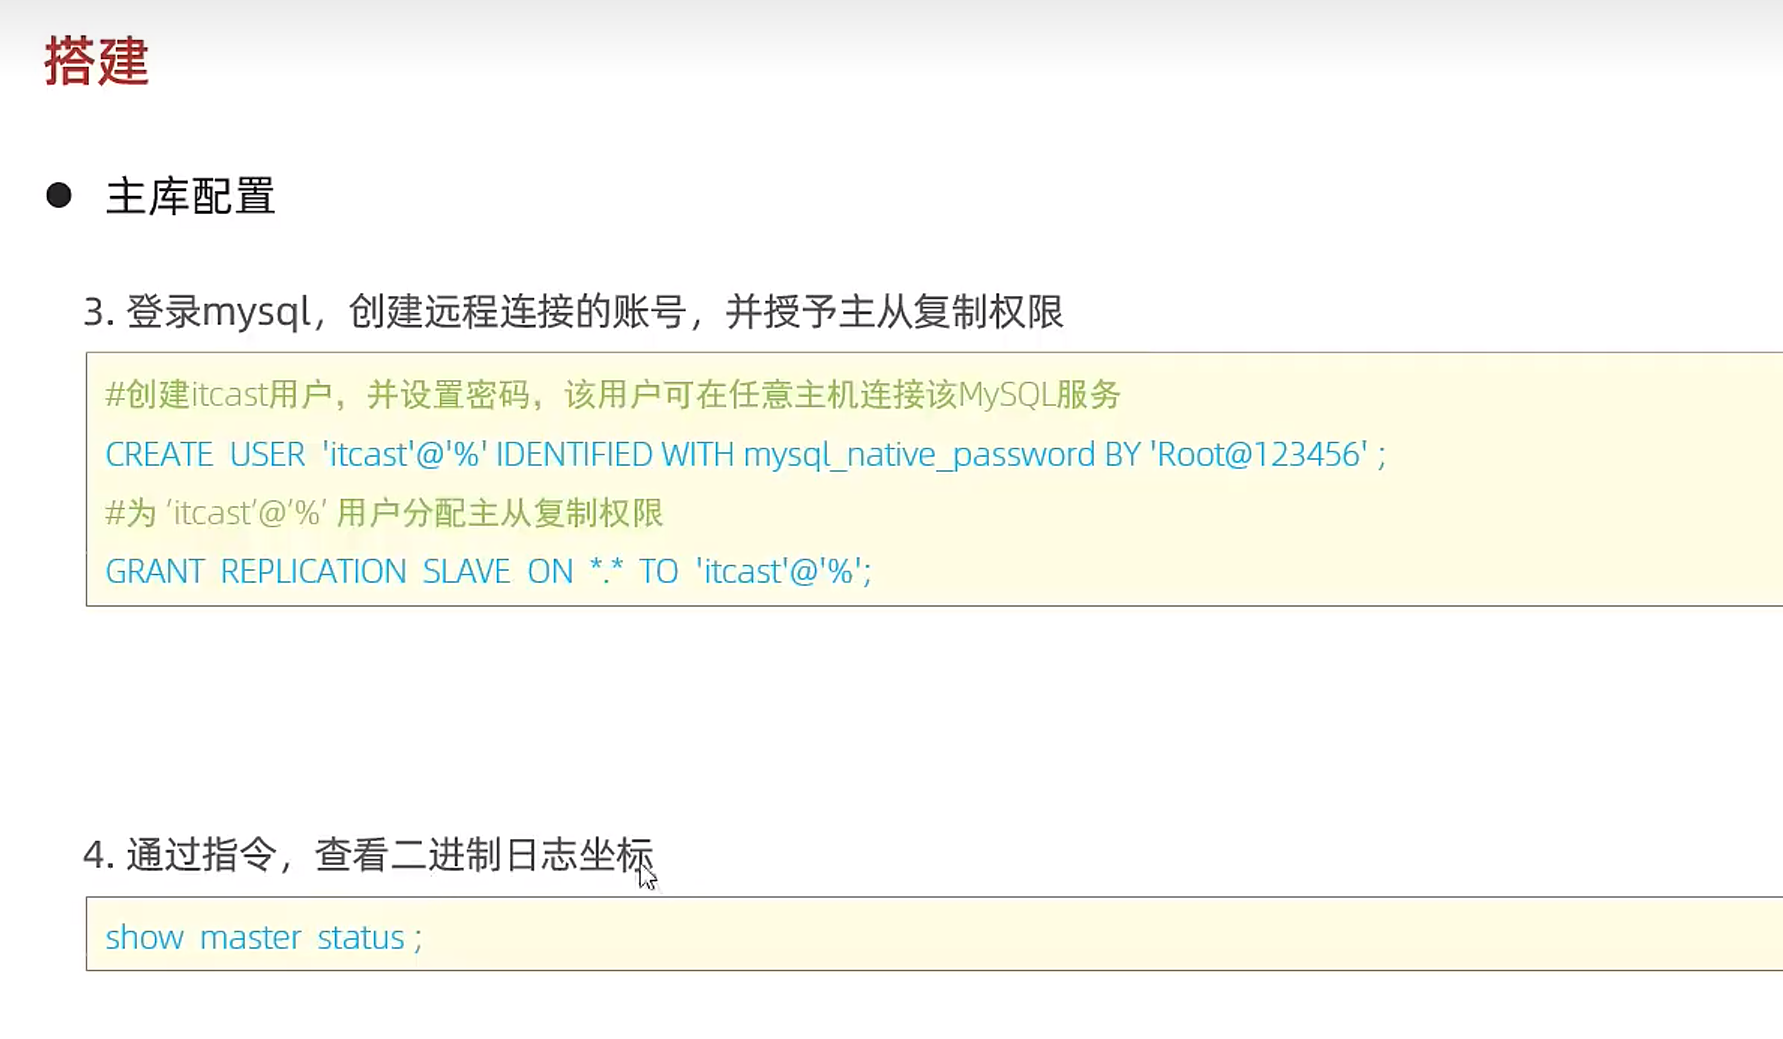 搭建
● 主库配置
3. 登录mysql，创建远程连接的账号，并授予主从复制权限
#创建itcast用户，并设置密码，该用户可在任意主机连接该MySQL服务
CREATE USER 'itcast'@'%' IDENTIFIED WITH mysql_native_password BY 'Root@123456' ;
#为 'itcast'@'%' 用户分配主从复制权限
GRANT REPLICATION SLAVE ON *.* TO 'itcast'@'%';
4. 通过指令，查看二进制日志坐标
show master status ;